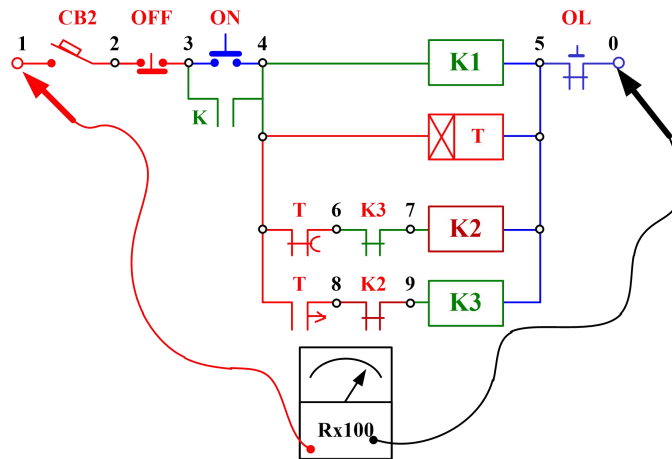 CB2 OFF ON OL
1 2 3 4 5 0
K1
K
T
T 6 K3 7
K2
T 8 K2 9
K3
Rx100